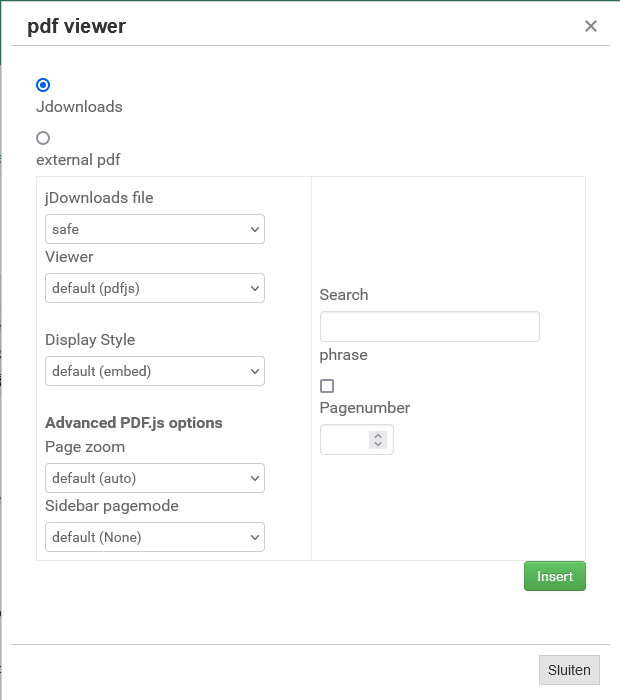 pdf viewer
Jdownloads
external pdf
jDownloads file
safe
Viewer
default (pdfjs)
Display Style
default (embed)
Advanced PDF.js options
Page zoom
default (auto)
Sidebar pagemode
default (None)
Search
phrase
Pagenumber
Insert
Sluiten